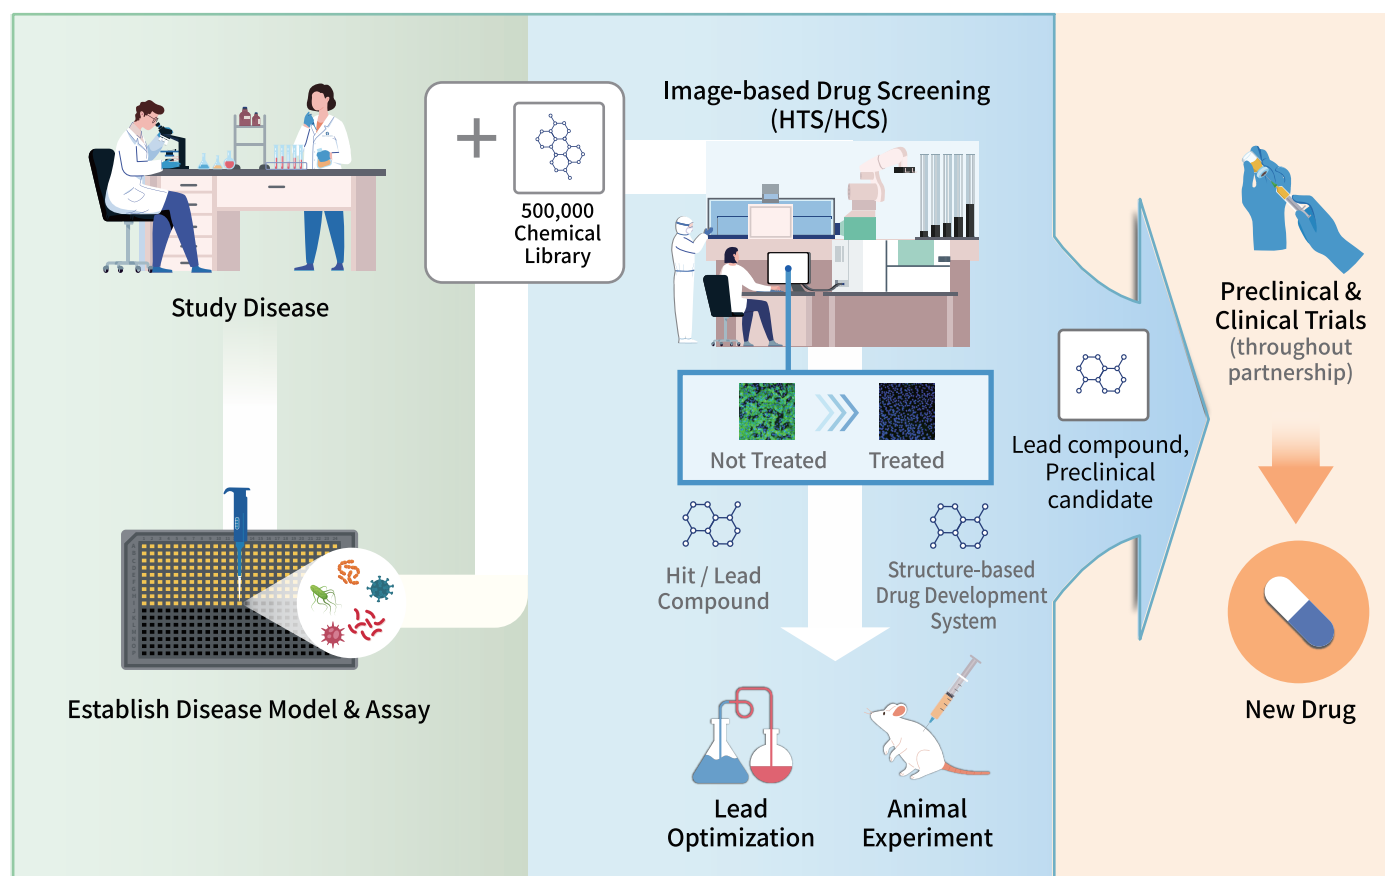 Study Disease
Establish Disease Model & Assay
500,000
Chemical
Library
Image-based Drug Screening
(HTS/HCS)
Not Treated
Treated
Hit / Lead
Compound
Structure-based
Drug Development
System
Lead
Optimization
Animal
Experiment
Lead compound,
Preclinical
candidate
Preclinical &
Clinical Trials
(throughout
partnership)
New Drug